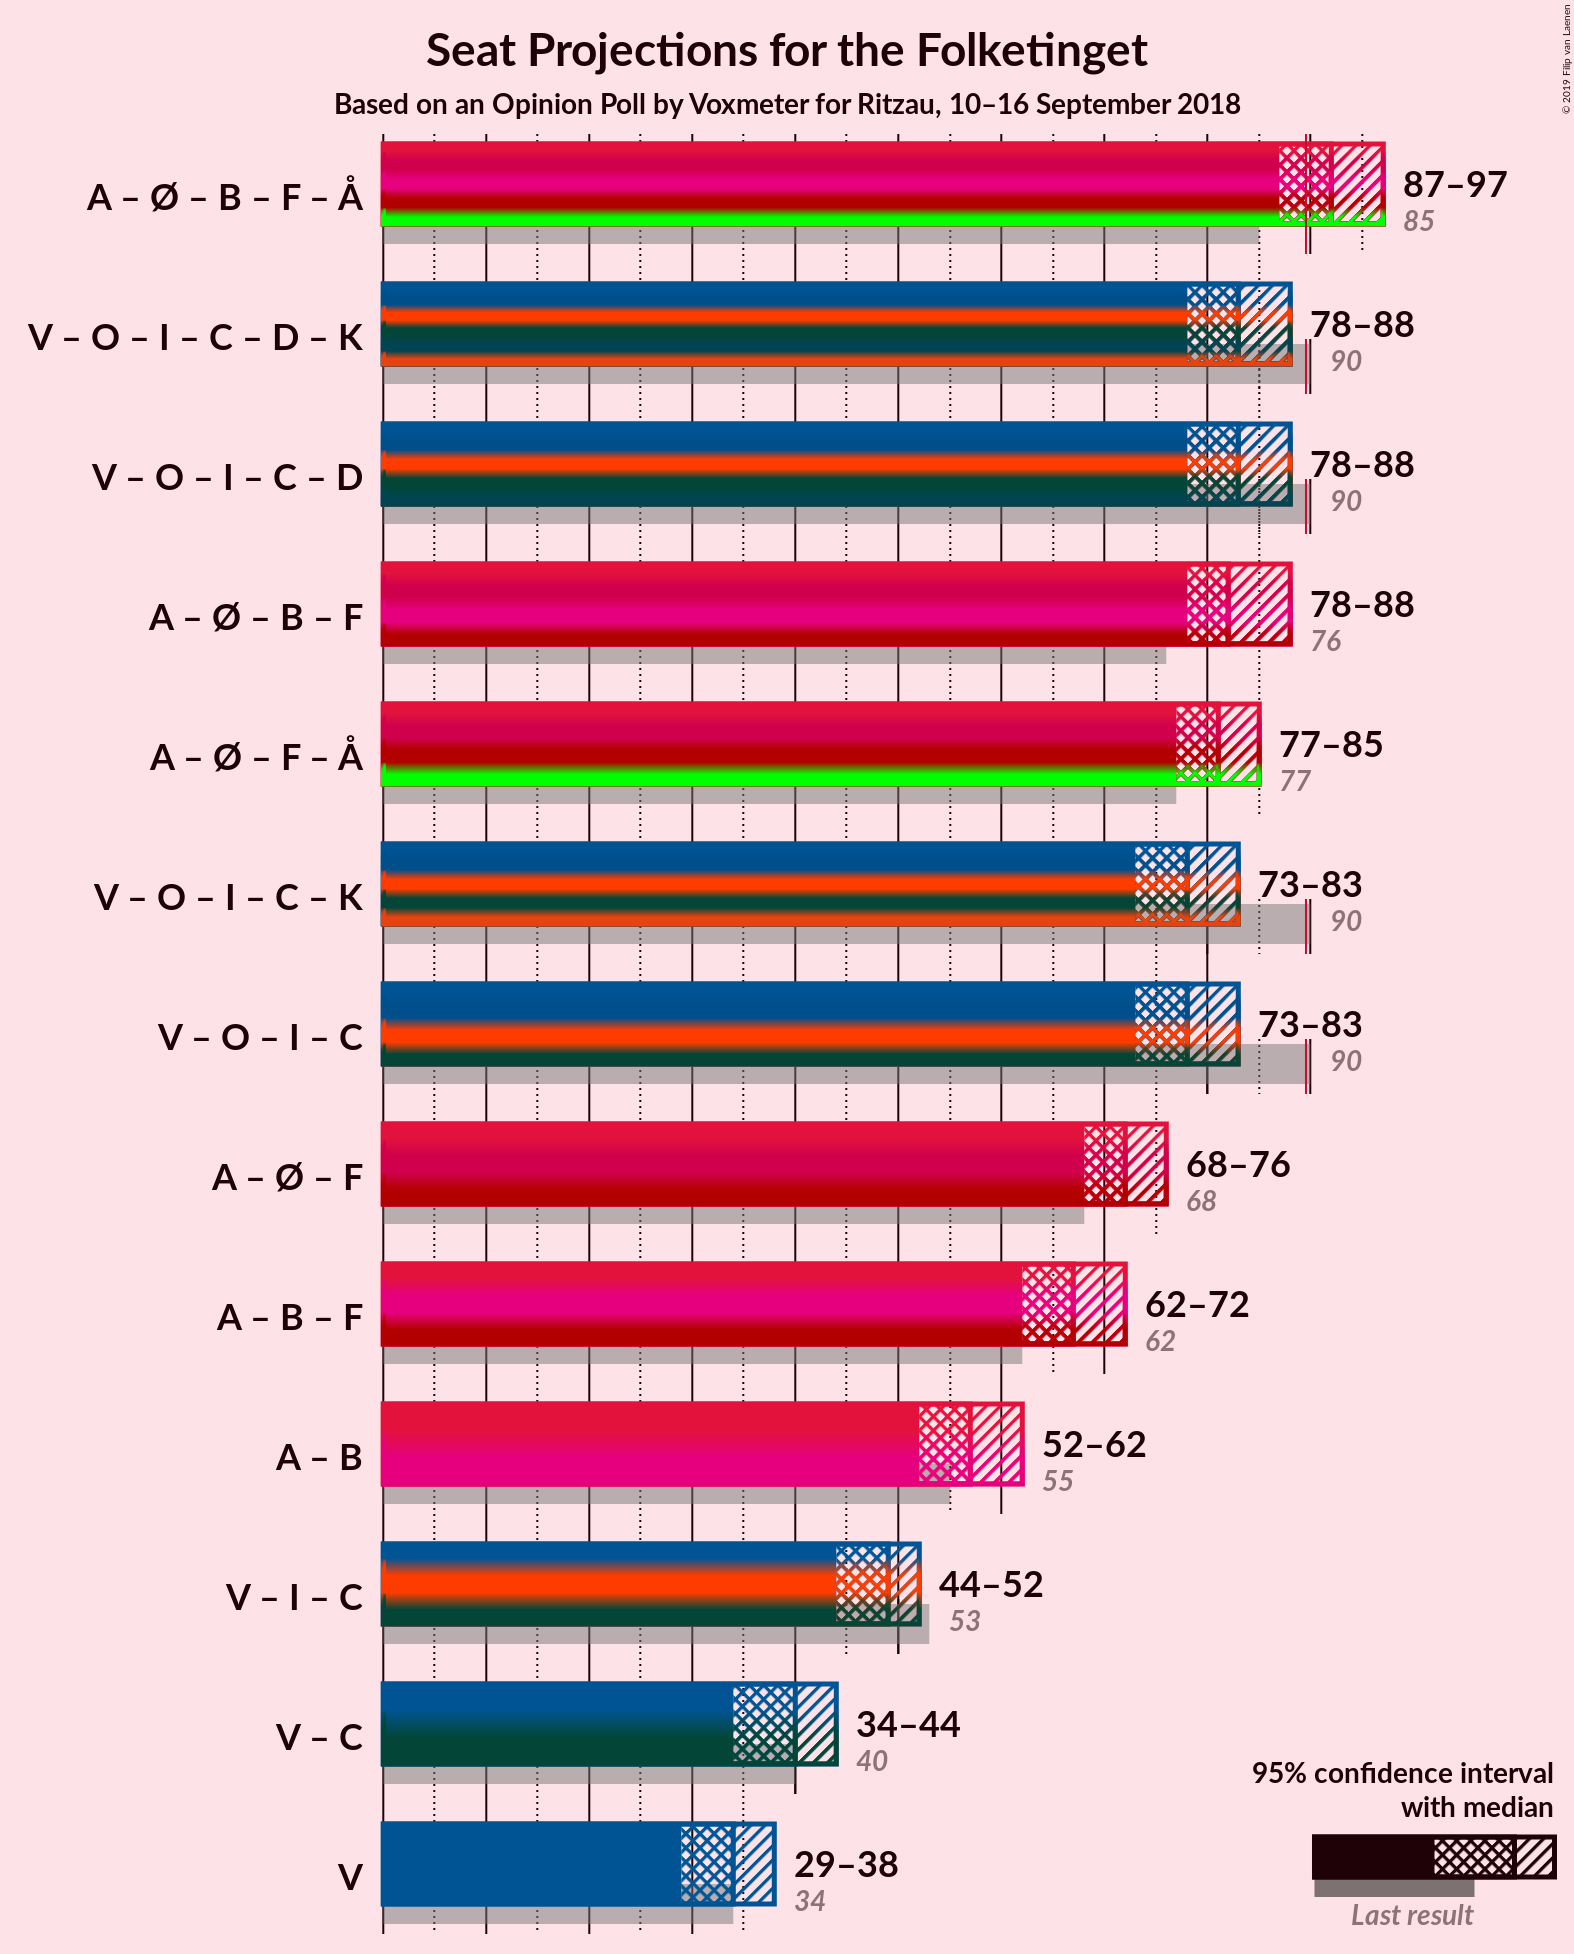 Seat Projections for the Folketinget
Based on an Opinion Poll by Voxmeter for Ritzau, 10–16 September 2018
© 2019 Filip van Laenen
A – Ø – B – F – Å
87–97
85
V – O – I – C – D – K
78–88
90
V – O – I – C – D
78–88
90
A – Ø – B – F
78–88
76
A – Ø – F – Å
77–85
77
V – O – I – C – K
73–83
90
V – O – I – C
73–83
90
A – Ø – F
68–76
68
A – B – F
62–72
62
A – B
52–62
55
V – I – C
44–52
53
V – C
34–44
40
V
29–38
34
95% confidence interval
with median
Last result